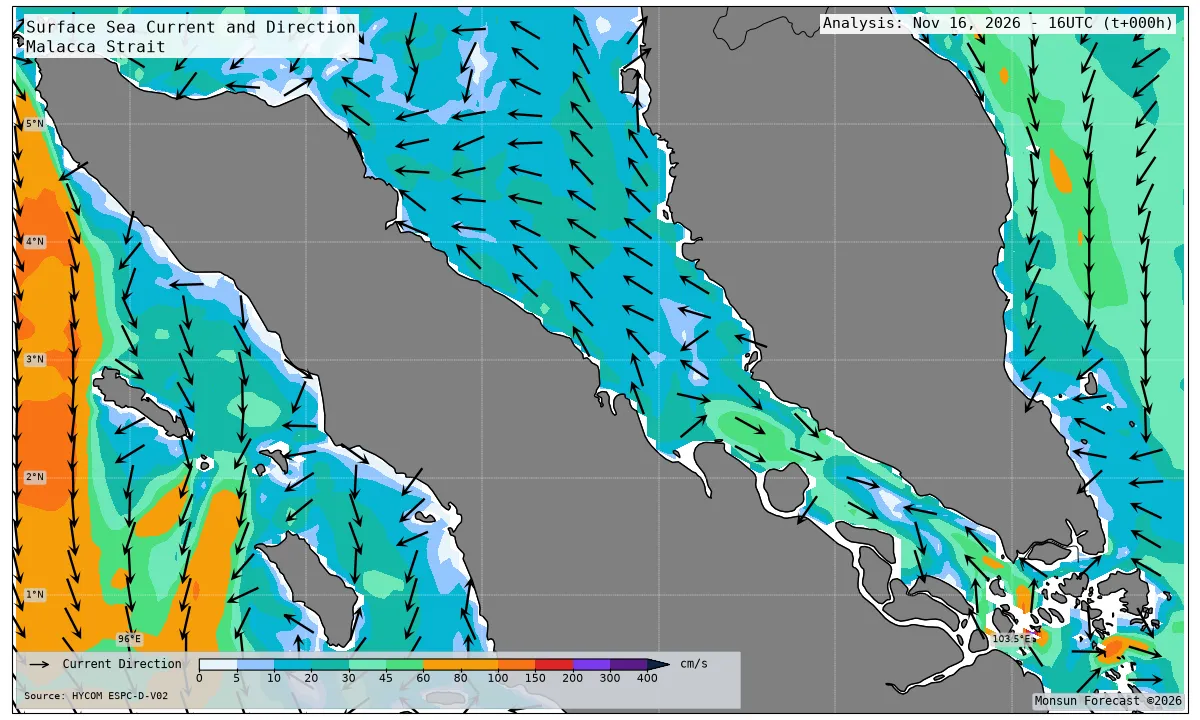 Surface Sea Current and Direction
Malacca Strait
Analysis: Nov 16, 2026 - 16UTC (t+000h)
5°N
4°N
3°N
2°N
1°N
96°E
103.5°E
Current Direction
0 5 10 20 30 45 60 80 100 150 200 300 400
cm/s
Source: HYCOM ESPC-D-V02
Monsun Forecast ©2026